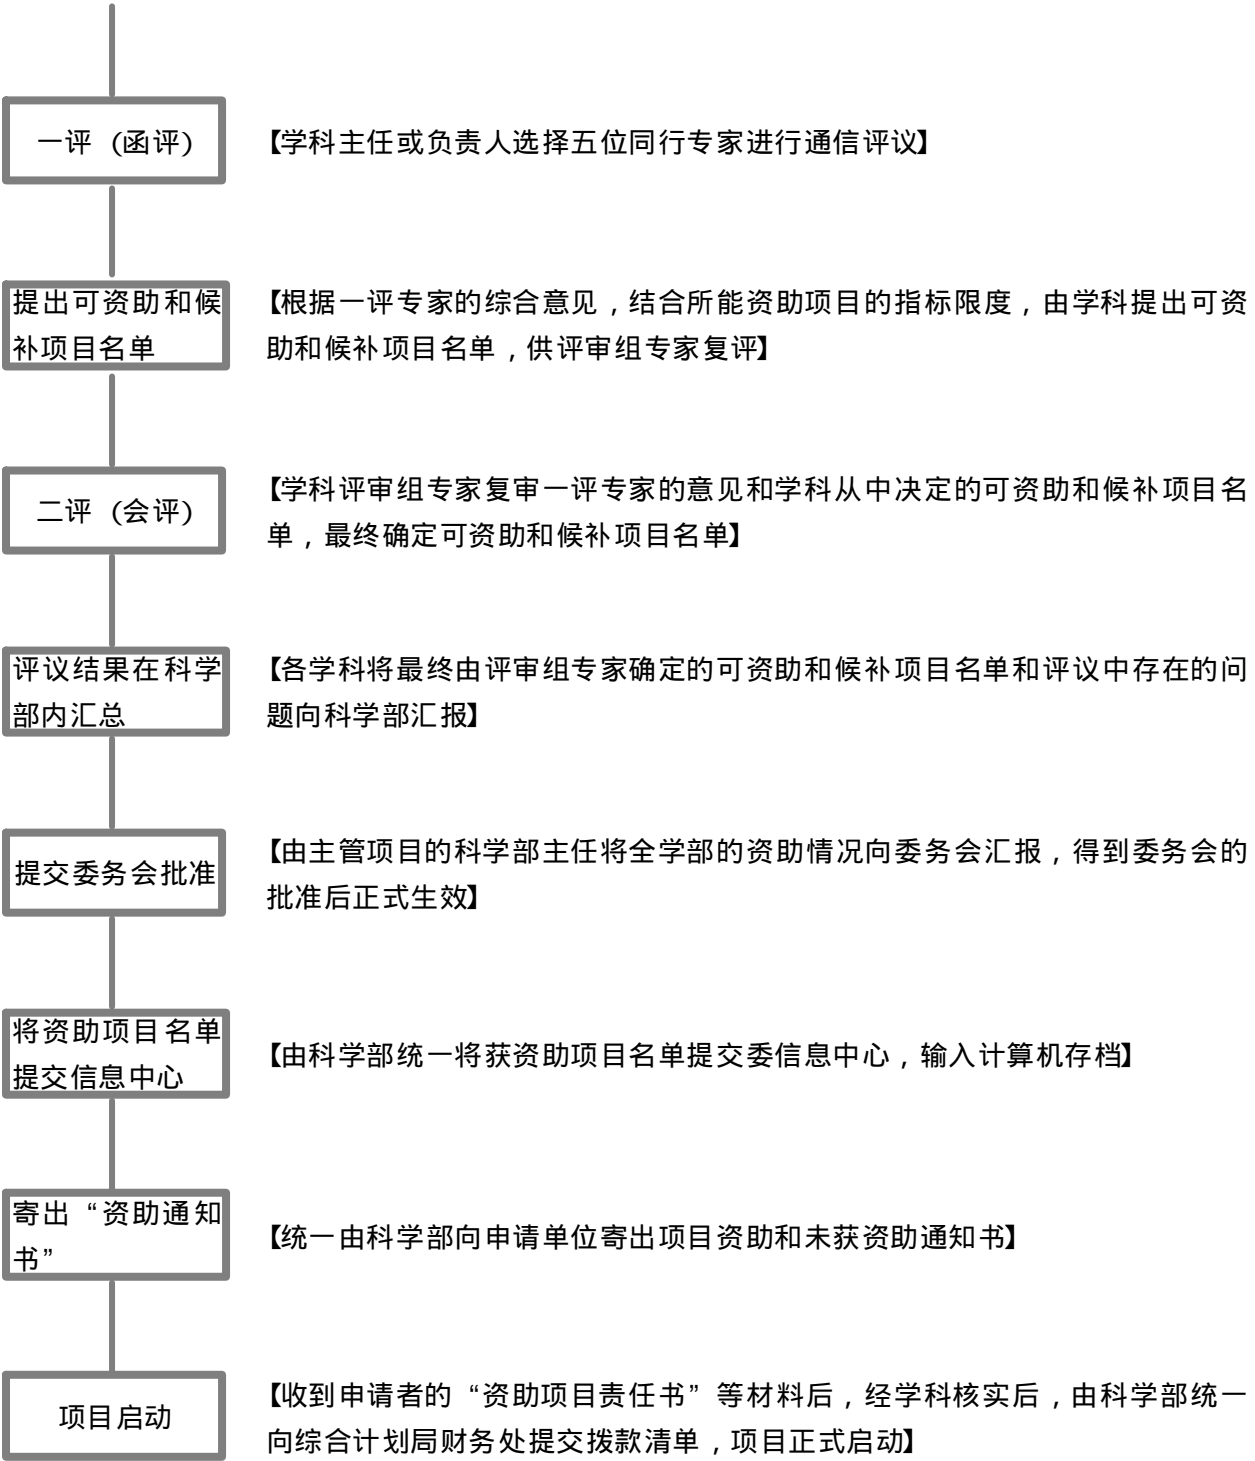 一评 (函评)
【学科主任或负责人选择五位同行专家进行通信评议】
提出可资助和候
补项目名单
【根据一评专家的综合意见，结合所能资助项目的指标限度，由学科提出可资
助和候补项目名单，供评审组专家复评】
二评 (会评)
【学科评审组专家复审一评专家的意见和学科从中决定的可资助和候补项目名
单，最终确定可资助和候补项目名单】
评议结果在科学
部内汇总
【各学科将最终由评审组专家确定的可资助和候补项目名单和评议中存在的问
题向科学部汇报】
提交委务会批准
【由主管项目的科学部主任将全学部的资助情况向委务会汇报，得到委务会的
批准后正式生效】
将资助项目名单
提交信息中心
【由科学部统一将获资助项目名单提交委信息中心，输入计算机存档】
寄出“资助通知
书”
【统一由科学部向申请单位寄出项目资助和未获资助通知书】
项目启动
【收到申请者的“资助项目责任书”等材料后，经学科核实后，由科学部统一
向综合计划局财务处提交拨款清单，项目正式启动】